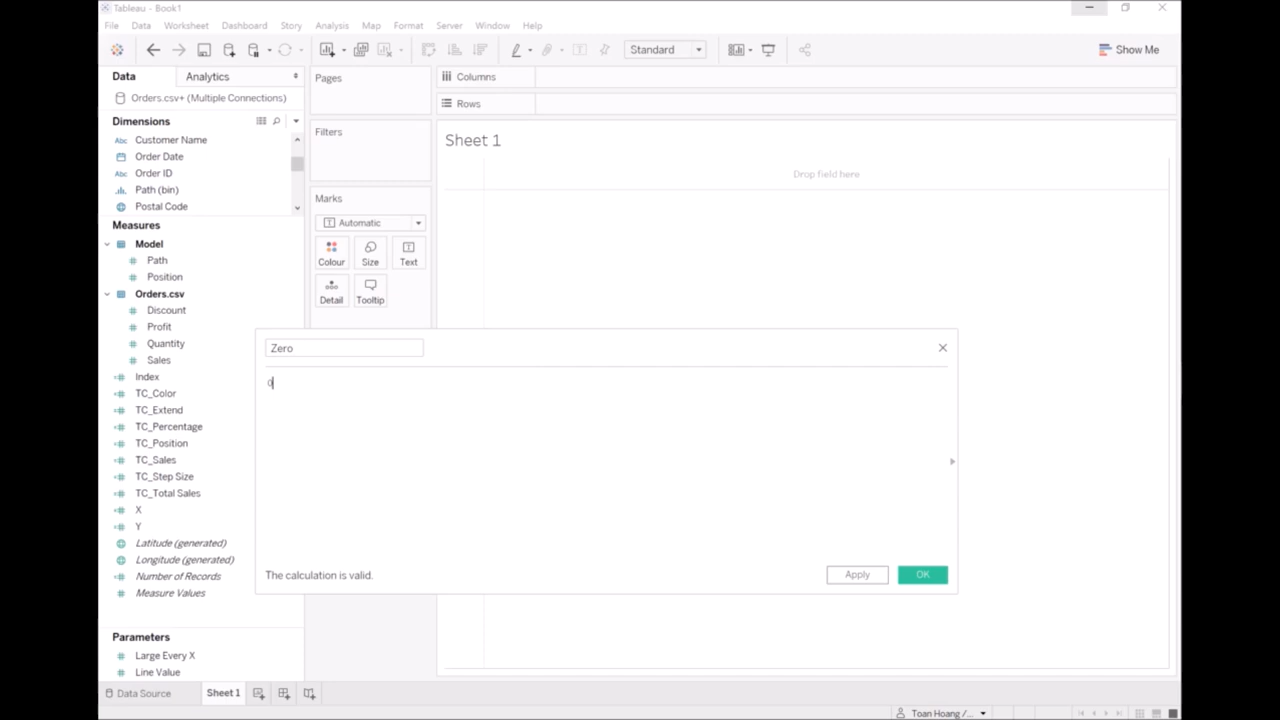 Tableau - Book1
File Data Worksheet Dashboard Story Analysis Map Format Server Window Help
Standard
Show Me
Data Analytics
Orders.csv+ (Multiple Connections)
Dimensions
Abc Customer Name
Order Date
Abc Order ID
Path (bin)
Postal Code
Measures
Model
Path
Position
Orders.csv
Discount
Profit
Quantity
Sales
Index
TC_Color
TC_Extend
TC_Percentage
TC_Position
TC_Sales
TC_Step Size
TC_Total Sales
X
Y
Latitude (generated)
Longitude (generated)
Number of Records
Measure Values
Parameters
Large Every X
Line Value
Pages
Filters
Marks
Automatic
Colour Size Text
Detail Tooltip
Columns
Rows
Sheet 1
Drop field here
Zero
0
The calculation is valid.
Apply OK
Data Source Sheet 1
Toan Hoang /...